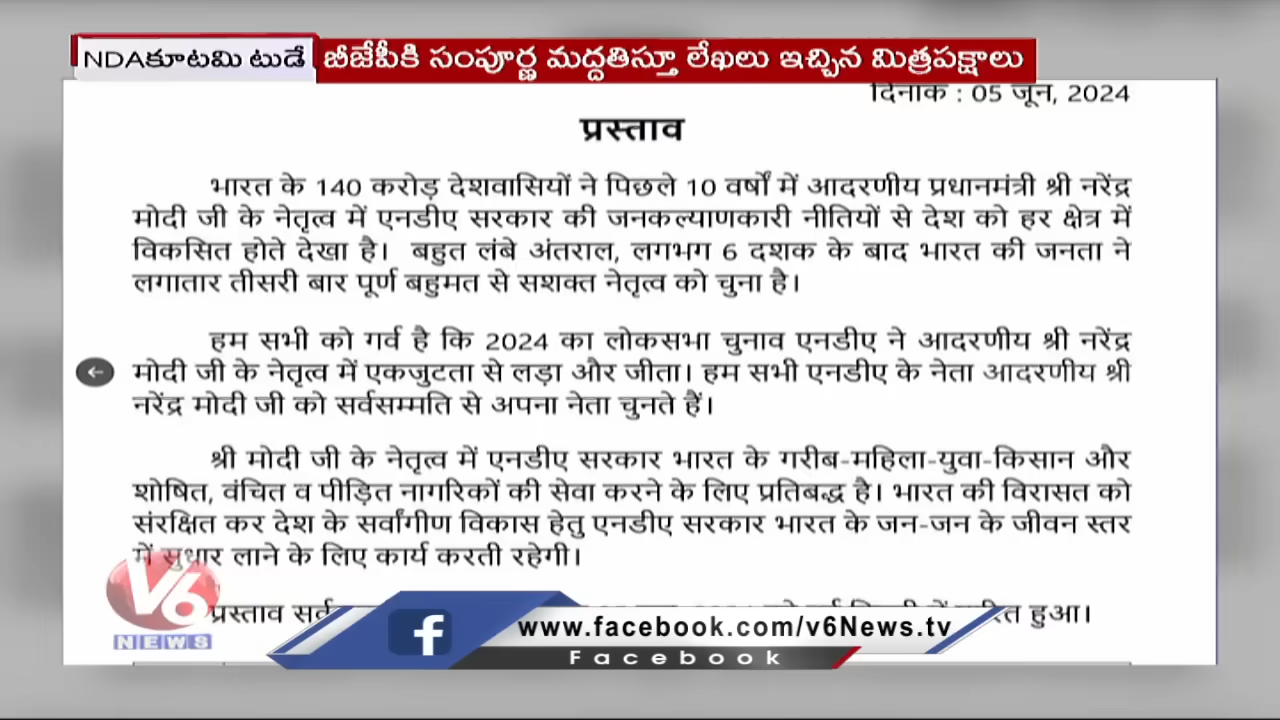 NDAకూటమి టుడే
బీజేపీకి సంపూర్ణ మద్దతిస్తూ లేఖలు ఇచ్చిన మిత్రపక్షాలు
दिनांक : 05 जून, 2024
प्रस्ताव
भारत के 140 करोड़ देशवासियों ने पिछले 10 वर्षों में आदरणीय प्रधानमंत्री श्री नरेंद्र
मोदी जी के नेतृत्व में एनडीए सरकार की जनकल्याणकारी नीतियों से देश को हर क्षेत्र में
विकसित होते देखा है। बहुत लंबे अंतराल, लगभग 6 दशक के बाद भारत की जनता ने
लगातार तीसरी बार पूर्ण बहुमत से सशक्त नेतृत्व को चुना है।
हम सभी को गर्व है कि 2024 का लोकसभा चुनाव एनडीए ने आदरणीय श्री नरेंद्र
मोदी जी के नेतृत्व में एकजुटता से लड़ा और जीता। हम सभी एनडीए के नेता आदरणीय श्री
नरेंद्र मोदी जी को सर्वसम्मति से अपना नेता चुनते हैं।
श्री मोदी जी के नेतृत्व में एनडीए सरकार भारत के गरीब-महिला-युवा-किसान और
शोषित, वंचित व पीड़ित नागरिकों की सेवा करने के लिए प्रतिबद्ध है। भारत की विरासत को
संरक्षित कर देश के सर्वांगीण विकास हेतु एनडीए सरकार भारत के जन-जन के जीवन स्तर
में सुधार लाने के लिए कार्य करती रहेगी।
प्रस्ताव हुआ।
V6
NEWS
www.facebook.com/v6News.tv
Facebook